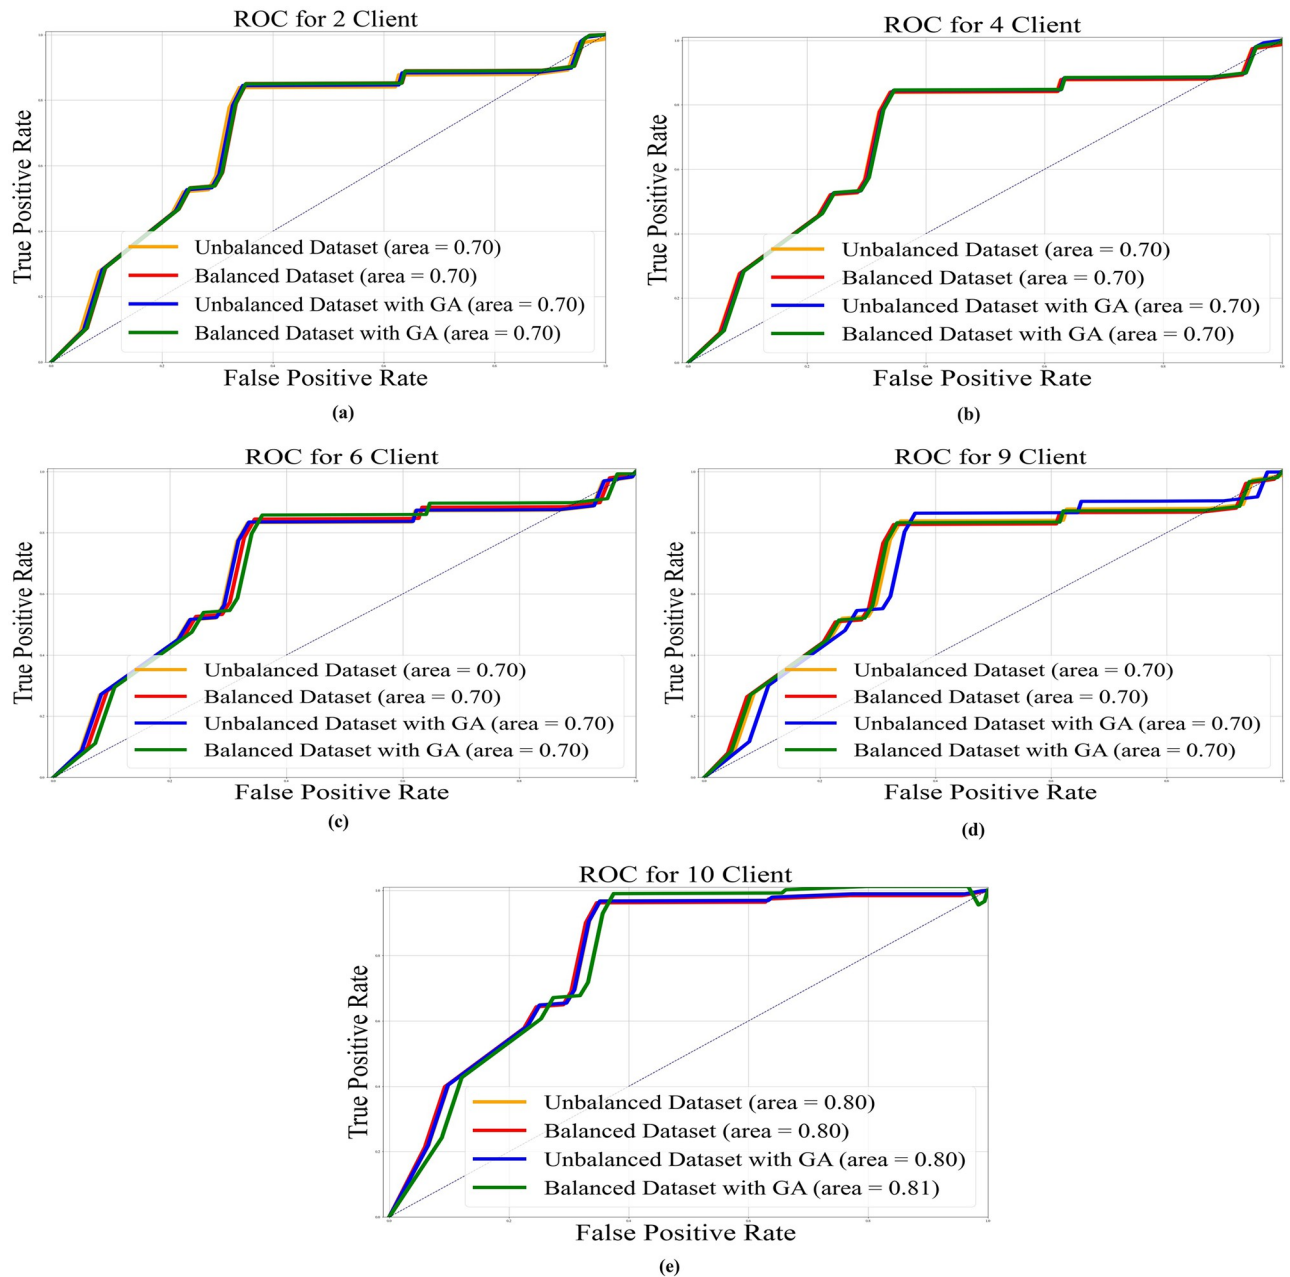 ROC for 2 Client
True Positive Rate
Unbalanced Dataset (area = 0.70)
Balanced Dataset (area = 0.70)
Unbalanced Dataset with GA (area = 0.70)
Balanced Dataset with GA (area = 0.70)
False Positive Rate
(a)
ROC for 4 Client
True Positive Rate
Unbalanced Dataset (area = 0.70)
Balanced Dataset (area = 0.70)
Unbalanced Dataset with GA (area = 0.70)
Balanced Dataset with GA (area = 0.70)
False Positive Rate
(b)
ROC for 6 Client
True Positive Rate
Unbalanced Dataset (area = 0.70)
Balanced Dataset (area = 0.70)
Unbalanced Dataset with GA (area = 0.70)
Balanced Dataset with GA (area = 0.70)
False Positive Rate
(c)
ROC for 9 Client
True Positive Rate
Unbalanced Dataset (area = 0.70)
Balanced Dataset (area = 0.70)
Unbalanced Dataset with GA (area = 0.70)
Balanced Dataset with GA (area = 0.70)
False Positive Rate
(d)
ROC for 10 Client
True Positive Rate
Unbalanced Dataset (area = 0.80)
Balanced Dataset (area = 0.80)
Unbalanced Dataset with GA (area = 0.80)
Balanced Dataset with GA (area = 0.81)
False Positive Rate
(e)